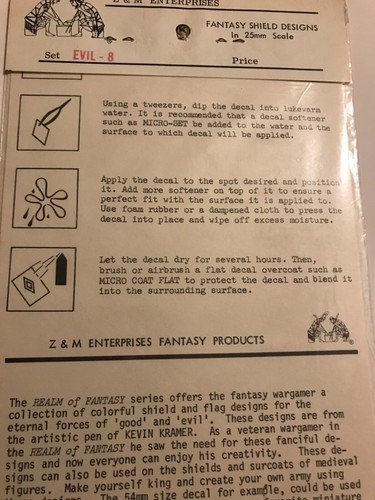 Z & M ENTERPRISES
FANTASY SHIELD DESIGNS
in 25mm Scale
Set EVIL-8 Price
Using a tweezers, dip the decal into lukewarm
water. It is recommended that a decal softener
such as MICRO-SET be added to the water and the
surface to which decal will be applied.
Apply the decal to the spot desired and position
it. Add more softener on top of it to ensure a
perfect fit with the surface it is applied to.
Use foam rubber or a dampened cloth to press the
decal into place and wipe off excess moisture.
Let the decal dry for several hours. Then,
brush or airbrush a flat decal overcoat such as
MICRO COAT FLAT to protect the decal and blend it
into the surrounding surface.
Z & M ENTERPRISES FANTASY PRODUCTS
The REALM of FANTASY series offers the fantasy wargamer a
collection of colorful shield and flag designs for the
eternal forces of 'good' and 'evil'. These designs are from
the artistic pen of KEVIN KRAMER. As a veteran wargamer in
the REALM of FANTASY he saw the need for these fanciful de-
signs and now everyone can enjoy his creativity. These de-
signs can also be used on the shields and surcoats of medieval
figures. Make yourself king and create your own army using
The 54mm size decal for example, could be used